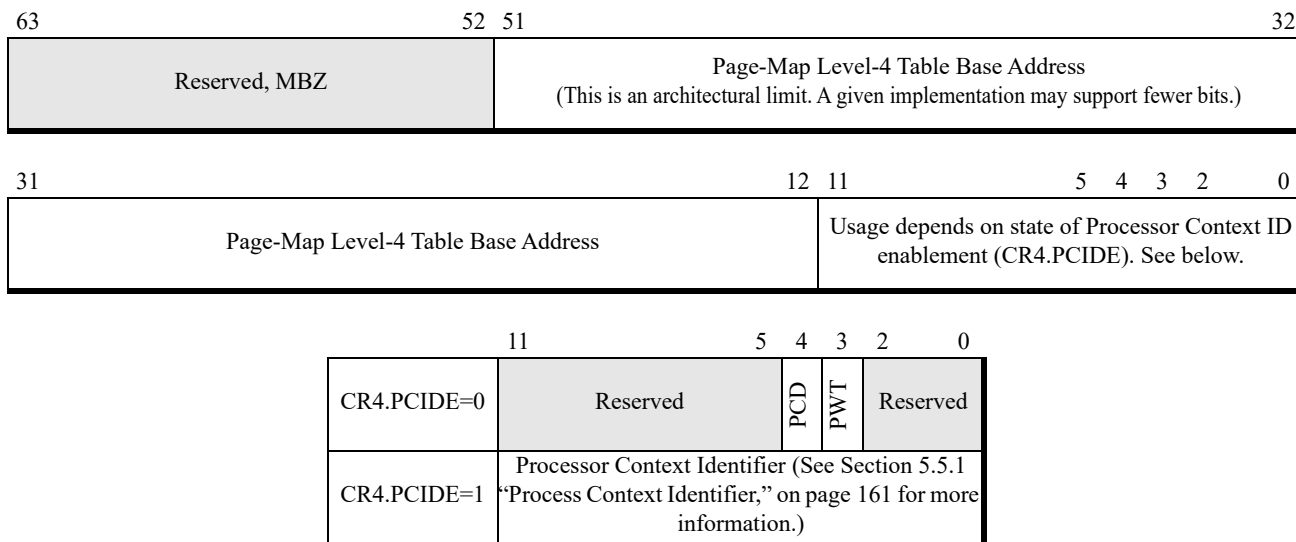 63 52 51 32
Reserved, MBZ
Page-Map Level-4 Table Base Address
(This is an architectural limit. A given implementation may support fewer bits.)
31 12 11 5 4 3 2 0
Page-Map Level-4 Table Base Address
Usage depends on state of Processor Context ID
enablement (CR4.PCIDE). See below.
11 5 4 3 2 0
CR4.PCIDE=0 Reserved PCD PWT Reserved
CR4.PCIDE=1
Processor Context Identifier (See Section 5.5.1
“Process Context Identifier,” on page 161 for more
information.)